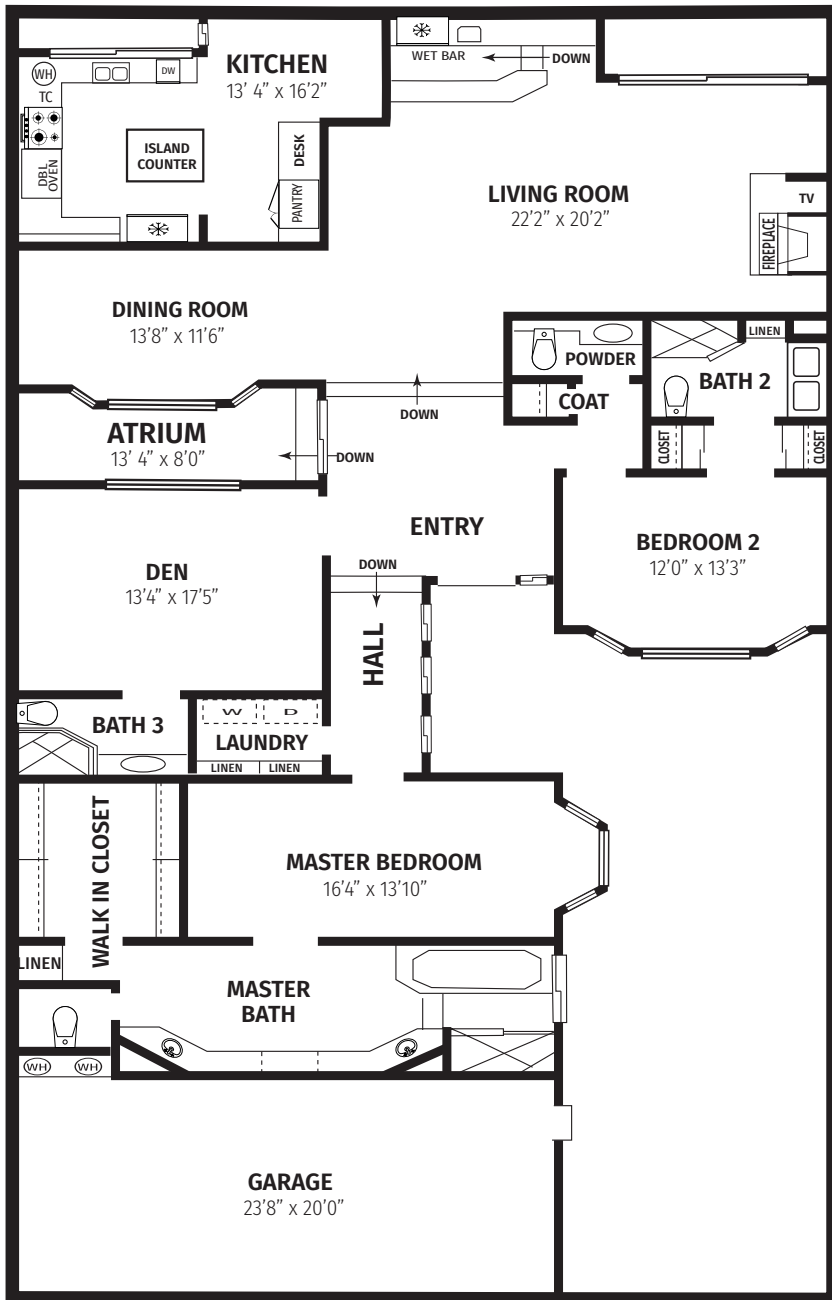 KITCHEN
13' 4” x 16'2”
WH
TC
DW
DBL
OVEN
ISLAND
COUNTER
DESK
PANTRY
WET BAR
DOWN
LIVING ROOM
22'2” x 20'2”
TV
FIREPLACE
DINING ROOM
13'8” x 11'6”
POWDER
COAT
LINEN
BATH 2
CLOSET
CLOSET
DOWN
ATRIUM
13' 4” x 8'0”
DOWN
ENTRY
BEDROOM 2
12'0” x 13'3”
DEN
13'4” x 17'5”
DOWN
HALL
BATH 3
W
D
LAUNDRY
LINEN
LINEN
WALK IN CLOSET
MASTER BEDROOM
16'4” x 13'10”
LINEN
MASTER
BATH
WH
WH
GARAGE
23'8” x 20'0”